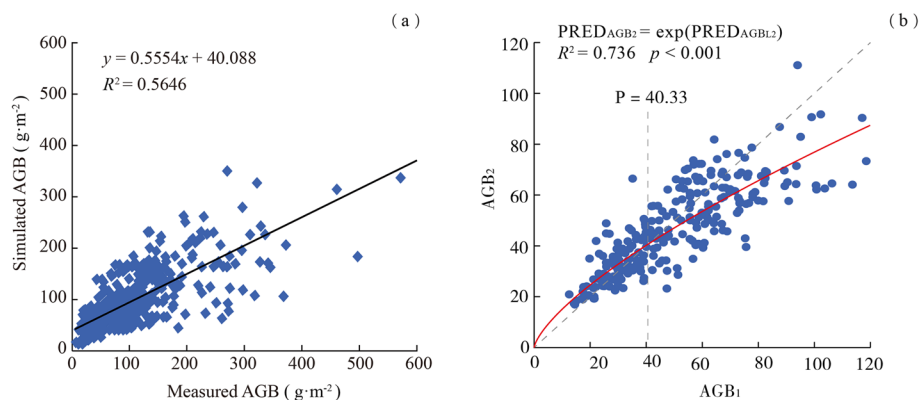 ( a )
y = 0.5554x + 40.088
R² = 0.5646
Simulated AGB ( g·m⁻² )
600
500
400
300
200
100
0
0 100 200 300 400 500 600
Measured AGB ( g·m⁻² )
( b )
PRED_AGB₂ = exp(PRED_AGBL₂)
R² = 0.736 p < 0.001
P = 40.33
AGB₂
120
100
80
60
40
20
0
0 20 40 60 80 100 120
AGB₁